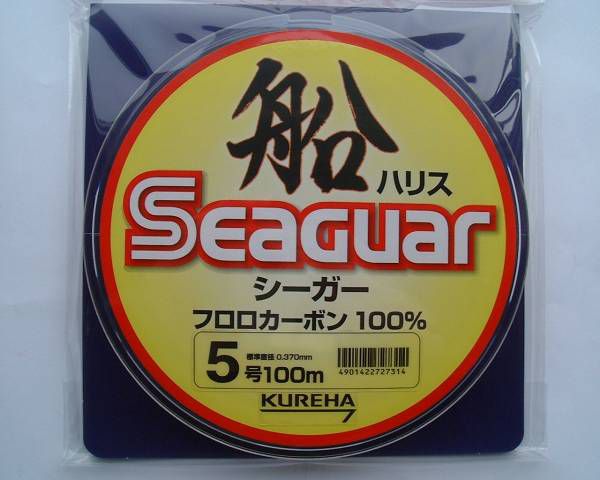 船
ハリス
Seaguar
シーガー
フロロカーボン 100%
5号100m
標準直径 0.370mm
4901422727314
KUREHA